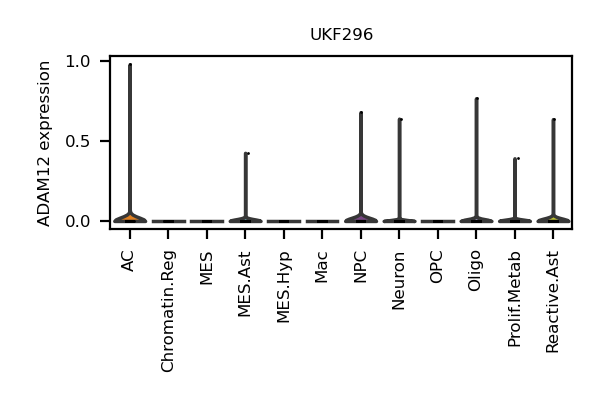 UKF296
ADAM12 expression
1.0
0.5
0.0
AC
Chromatin.Reg
MES
MES.Ast
MES.Hyp
Mac
NPC
Neuron
OPC
Oligo
Prolif.Metab
Reactive.Ast